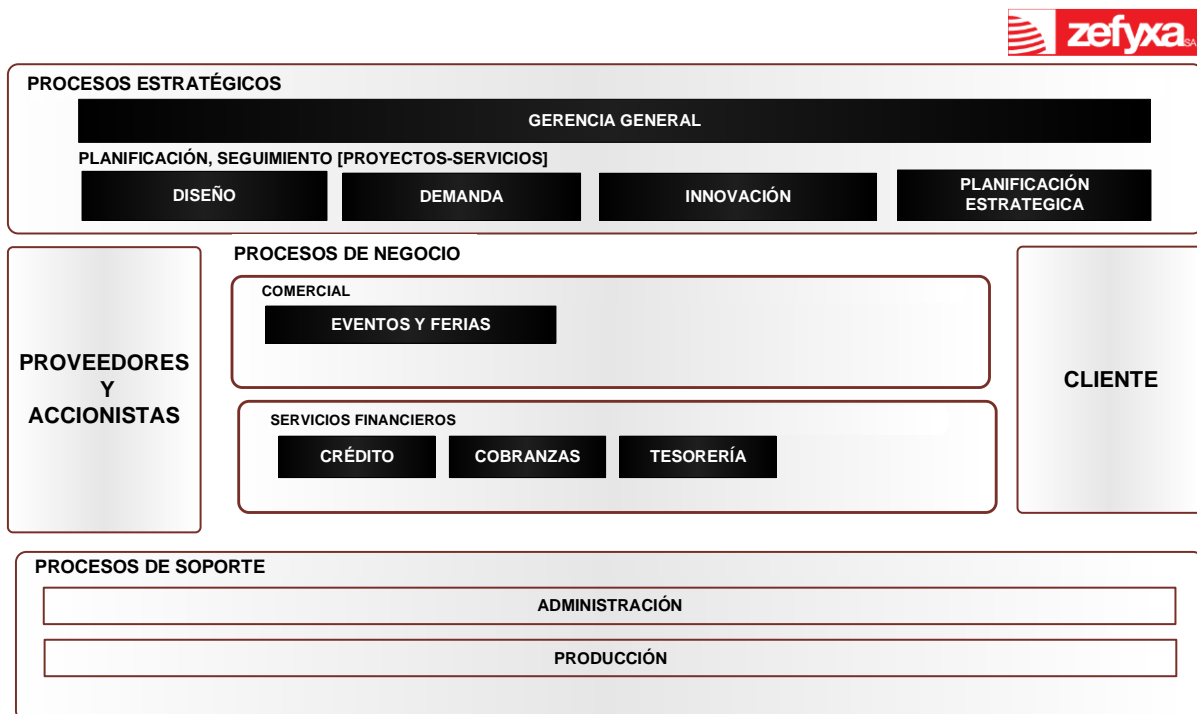 zefyxa SA
PROCESOS ESTRATÉGICOS
GERENCIA GENERAL
PLANIFICACIÓN, SEGUIMIENTO [PROYECTOS-SERVICIOS]
DISEÑO
DEMANDA
INNOVACIÓN
PLANIFICACIÓN
ESTRATEGICA
PROVEEDORES
Y
ACCIONISTAS
PROCESOS DE NEGOCIO
COMERCIAL
EVENTOS Y FERIAS
SERVICIOS FINANCIEROS
CRÉDITO
COBRANZAS
TESORERÍA
CLIENTE
PROCESOS DE SOPORTE
ADMINISTRACIÓN
PRODUCCIÓN